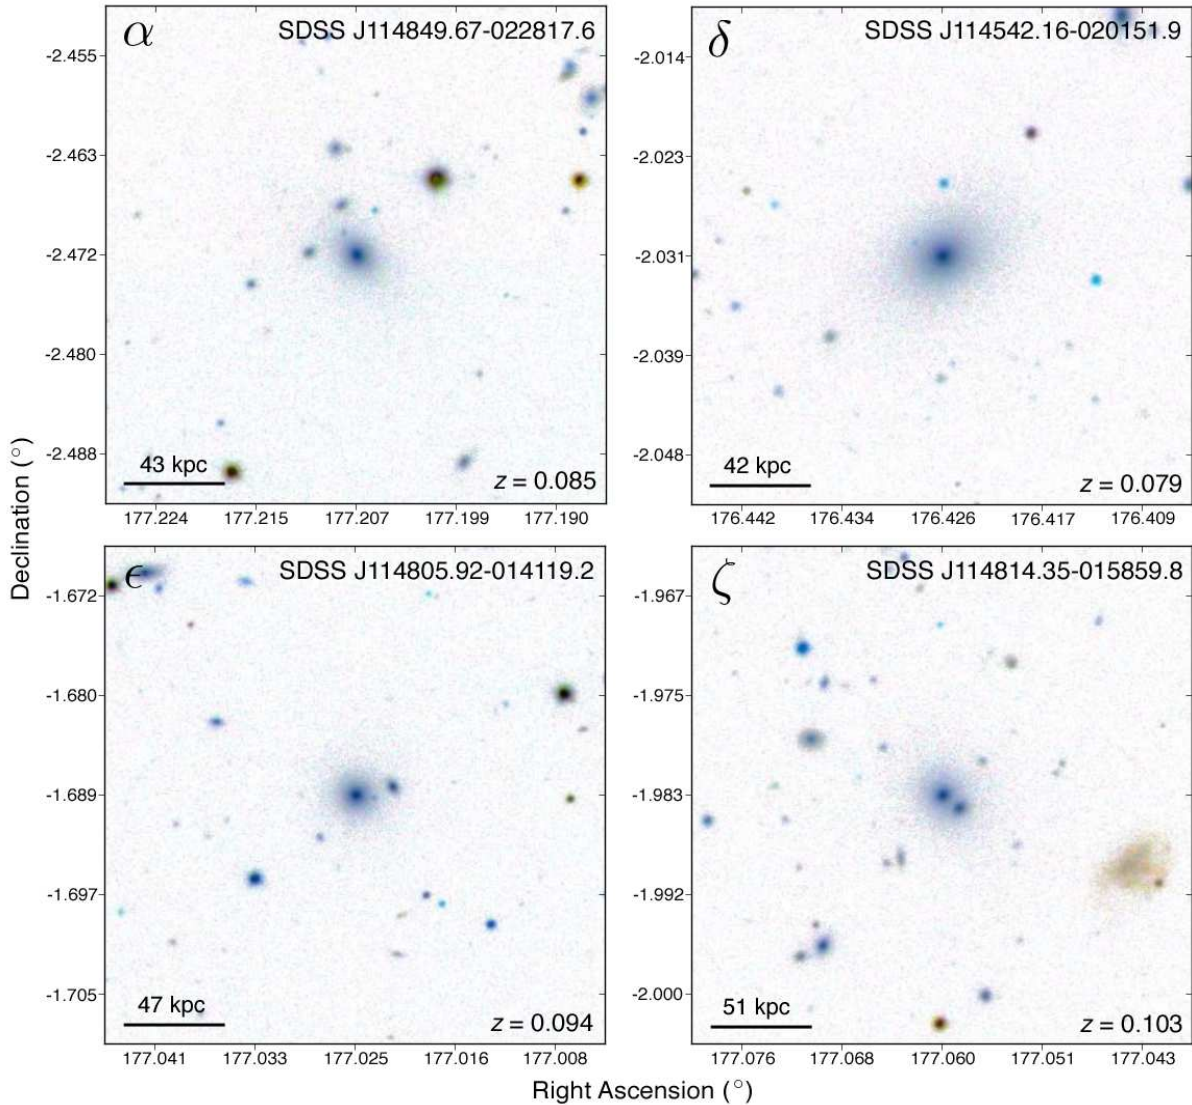 α
SDSS J114849.67-022817.6
-2.455
-2.463
-2.472
-2.480
-2.488
43 kpc
z = 0.085
177.224 177.215 177.207 177.199 177.190
δ
SDSS J114542.16-020151.9
-2.014
-2.023
-2.031
-2.039
-2.048
42 kpc
z = 0.079
176.442 176.434 176.426 176.417 176.409
Declination (°)
ϵ
SDSS J114805.92-014119.2
-1.672
-1.680
-1.689
-1.697
-1.705
47 kpc
z = 0.094
177.041 177.033 177.025 177.016 177.008
ζ
SDSS J114814.35-015859.8
-1.967
-1.975
-1.983
-1.992
-2.000
51 kpc
z = 0.103
177.076 177.068 177.060 177.051 177.043
Right Ascension (°)